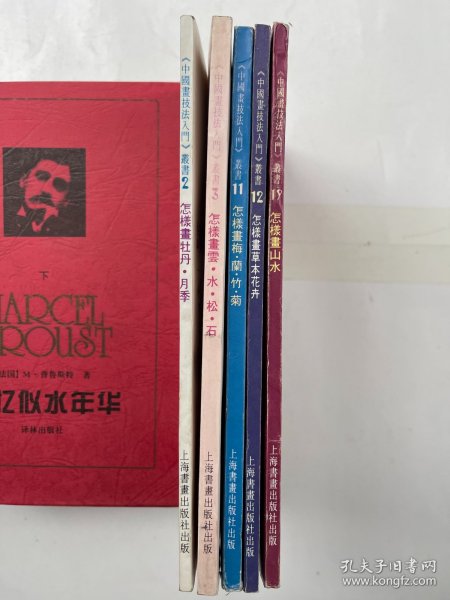 下
MARCEL
PROUST
[法国] M·普鲁斯特 著
忆似水年华
译林出版社
《中國畫技法入門》叢書 2 怎樣畫牡丹·月季 上海書畫出版社出版
《中國畫技法入門》叢書 3 怎樣畫雲·水·松·石 上海書畫出版社出版
《中國畫技法入門》叢書 11 怎樣畫梅·蘭·竹·菊 上海書畫出版社出版
《中國畫技法入門》叢書 12 怎樣畫草本花卉 上海書畫出版社出版
《中國畫技法入門》叢書 19 怎樣畫山水 上海書畫出版社出版
孔夫子旧书网